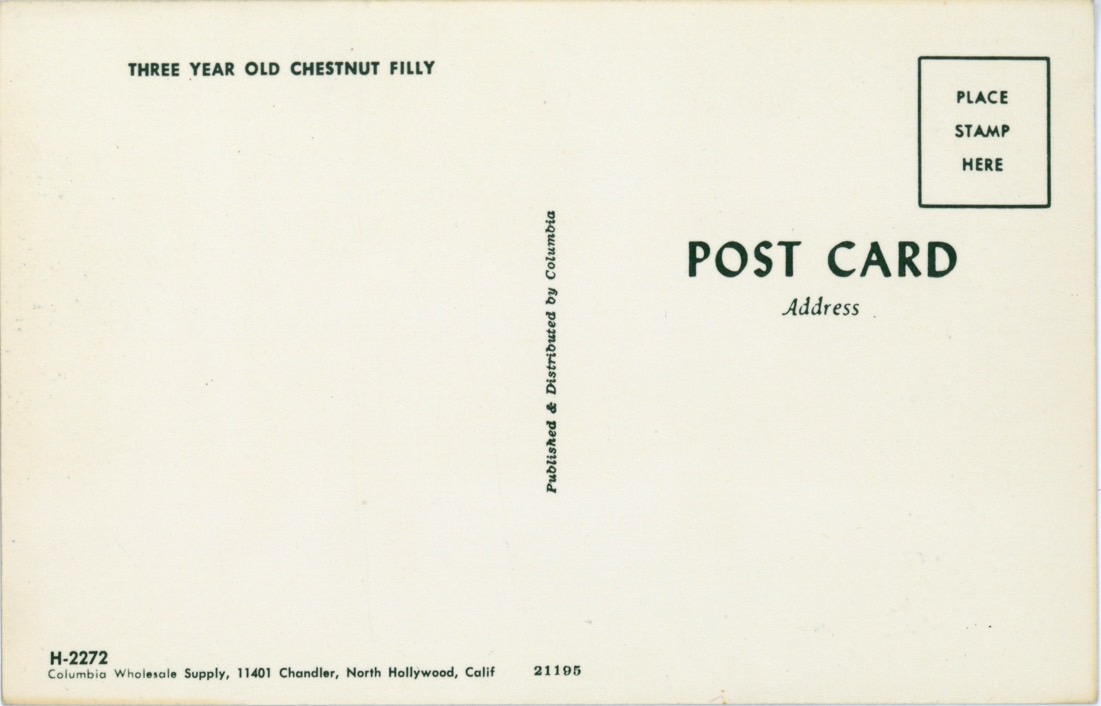 THREE YEAR OLD CHESTNUT FILLY
PLACE
STAMP
HERE
POST CARD
Address
Published & Distributed by Columbia
H-2272
Columbia Wholesale Supply, 11401 Chandler, North Hollywood, Calif 21195